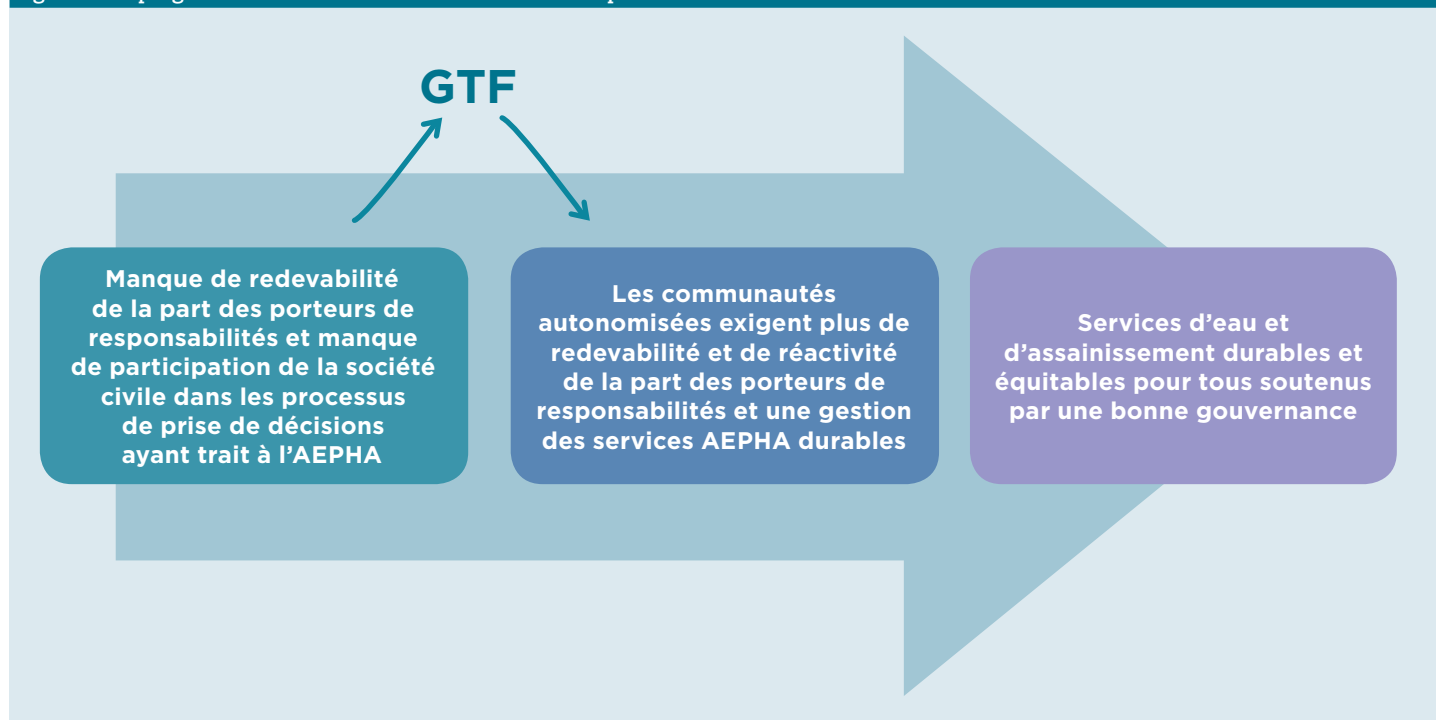 GTF
Manque de redevabilité
de la part des porteurs de
responsabilités et manque
de participation de la société
civile dans les processus
de prise de décisions
ayant trait à l'AEPHA
Les communautés
autonomisées exigent plus de
redevabilité et de réactivité
de la part des porteurs de
responsabilités et une gestion
des services AEPHA durables
Services d'eau et
d'assainissement durables et
équitables pour tous soutenus
par une bonne gouvernance